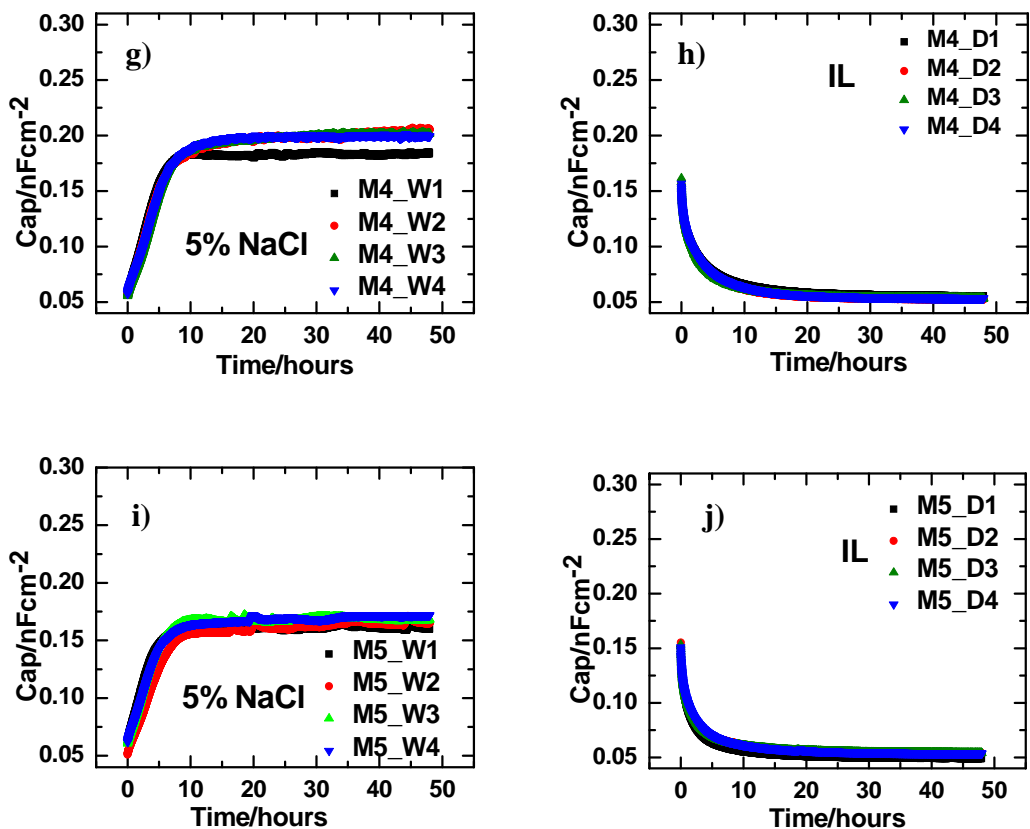 g)
Cap/nFcm-2
0.30
0.25
0.20
0.15
0.10
0.05
M4_W1
M4_W2
M4_W3
M4_W4
5% NaCl
0 10 20 30 40 50
Time/hours
h)
IL
Cap/nFcm-2
0.30
0.25
0.20
0.15
0.10
0.05
M4_D1
M4_D2
M4_D3
M4_D4
0 10 20 30 40 50
Time/hours
i)
Cap/nFcm-2
0.30
0.25
0.20
0.15
0.10
0.05
M5_W1
M5_W2
M5_W3
M5_W4
5% NaCl
0 10 20 30 40 50
Time/hours
j)
IL
Cap/nFcm-2
0.30
0.25
0.20
0.15
0.10
0.05
M5_D1
M5_D2
M5_D3
M5_D4
0 10 20 30 40 50
Time/hours